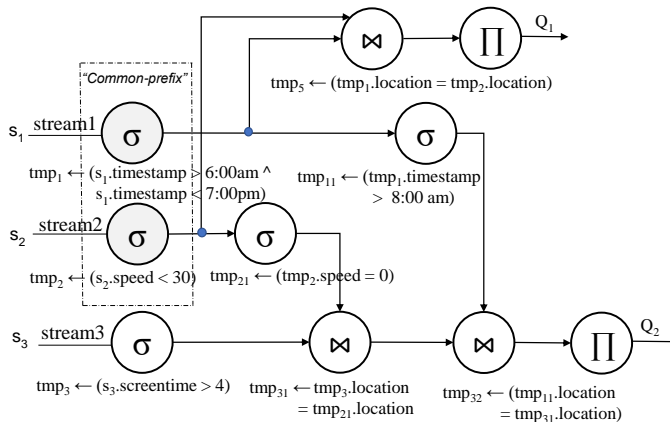 Q1
⋈
∏
"Common-prefix"
tmp5 ← (tmp1.location = tmp2.location)
s1
stream1
σ
σ
tmp1 ← (s1.timestamp > 6:00am ^
s1.timestamp < 7:00pm)
tmp11 ← (tmp1.timestamp
> 8:00 am)
s2
stream2
σ
σ
tmp2 ← (s2.speed < 30)
tmp21 ← (tmp2.speed = 0)
s3
stream3
σ
⋈
⋈
∏
Q2
tmp3 ← (s3.screentime > 4)
tmp31 ← tmp3.location
= tmp21.location
tmp32 ← (tmp11.location
= tmp31.location)